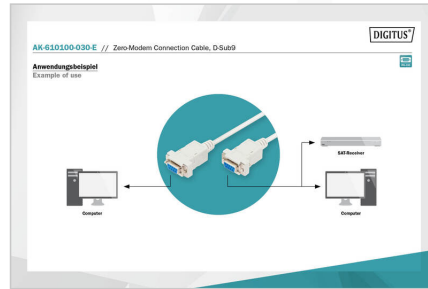 DIGITUS®
AK-610100-030-E // Zero-Modem Connection Cable, D-Sub9
Anwendungsbeispiel
Example of use
SAT-Receiver
Computer
Computer